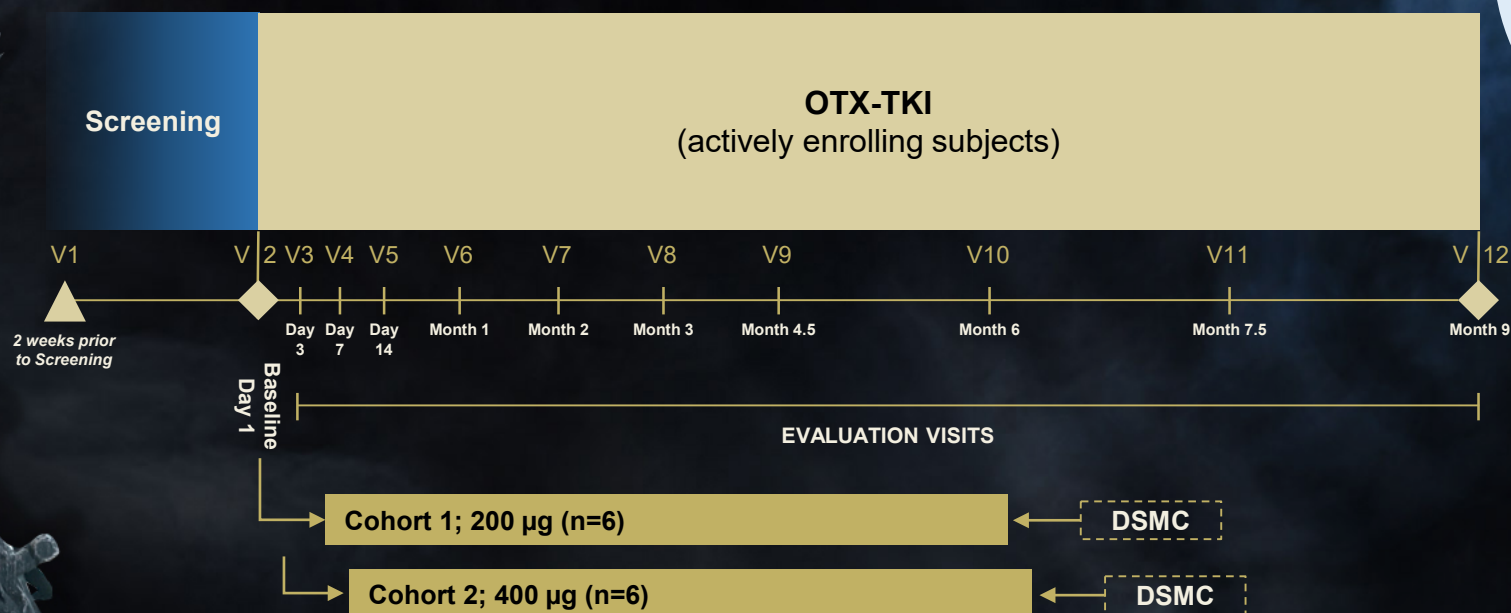 Screening
OTX-TKI
(actively enrolling subjects)
V1 V 2 V3 V4 V5 V6 V7 V8 V9 V10 V11 V 12
2 weeks prior
to Screening
Day
3
Day
7
Day
14
Month 1
Month 2
Month 3
Month 4.5
Month 6
Month 7.5
Month 9
Baseline
Day 1
EVALUATION VISITS
Cohort 1; 200 µg (n=6)
DSMC
Cohort 2; 400 µg (n=6)
DSMC